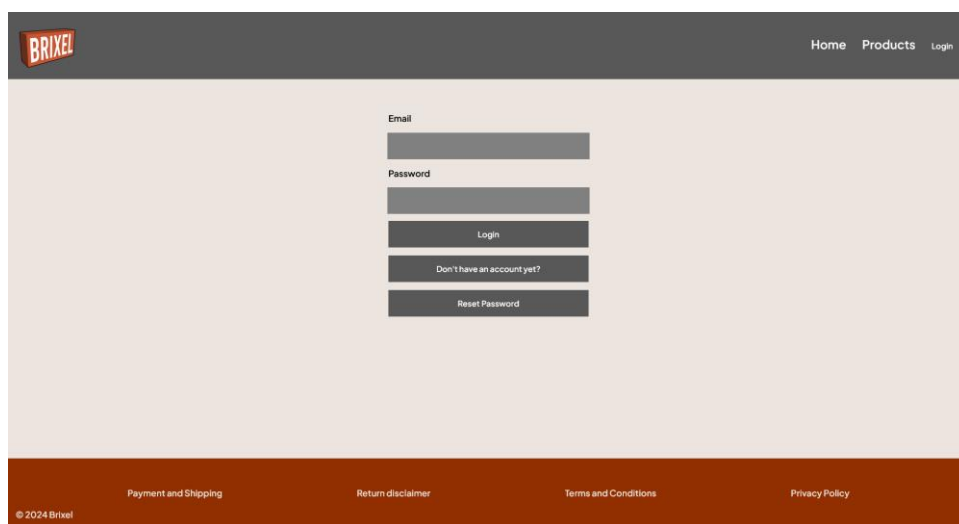 BRIXEL
Home Products Login
Email
Password
Login
Don't have an account yet?
Reset Password
Payment and Shipping Return disclaimer Terms and Conditions Privacy Policy
© 2024 Brixel